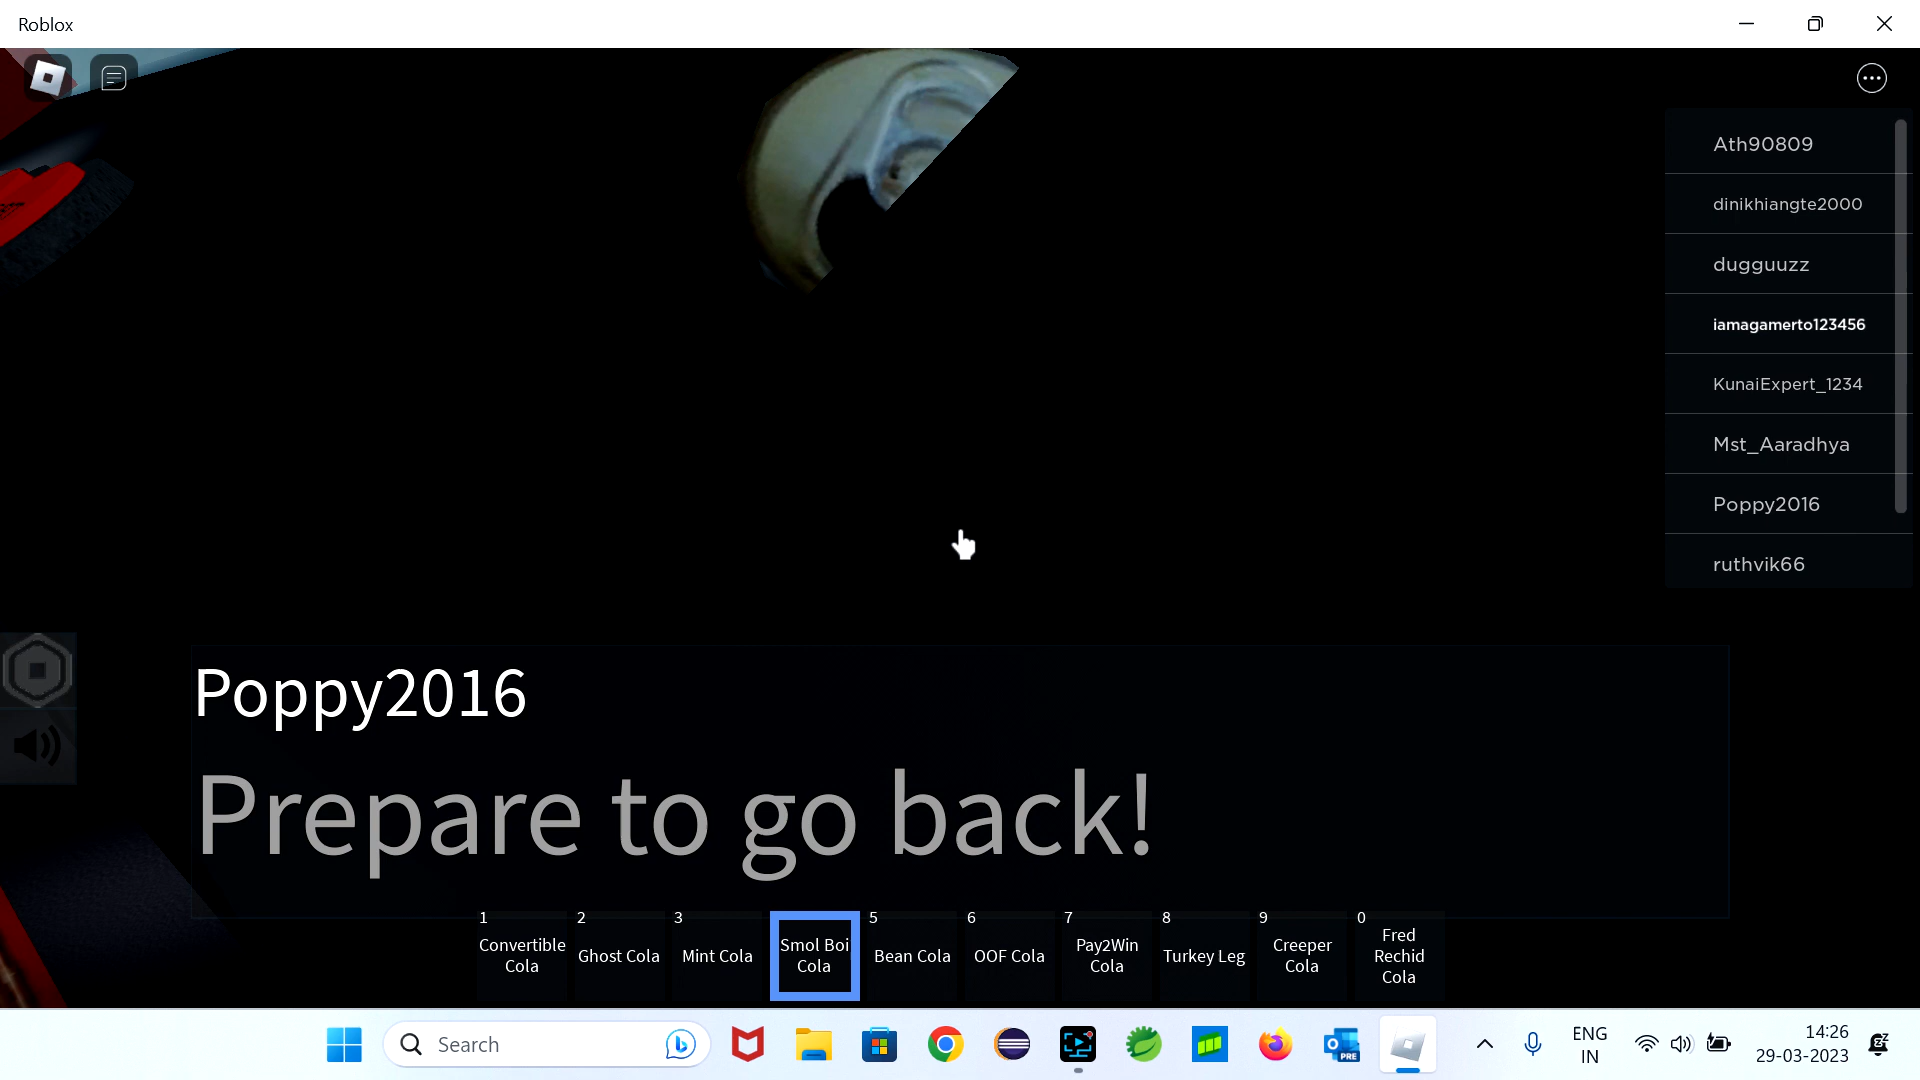 Roblox
Ath90809
dinikhiangte2000
dugguuzz
iamagamerto123456
KunaiExpert_1234
Mst_Aaradhya
Poppy2016
ruthvik66
Poppy2016
Prepare to go back!
1
Convertible
Cola
2
Ghost Cola
3
Mint Cola
Smol Boi
Cola
5
Bean Cola
6
OOF Cola
7
Pay2Win
Cola
8
Turkey Leg
9
Creeper
Cola
0
Fred
Rechid
Cola
Search
PRE
ENG
IN
14:26
29-03-2023